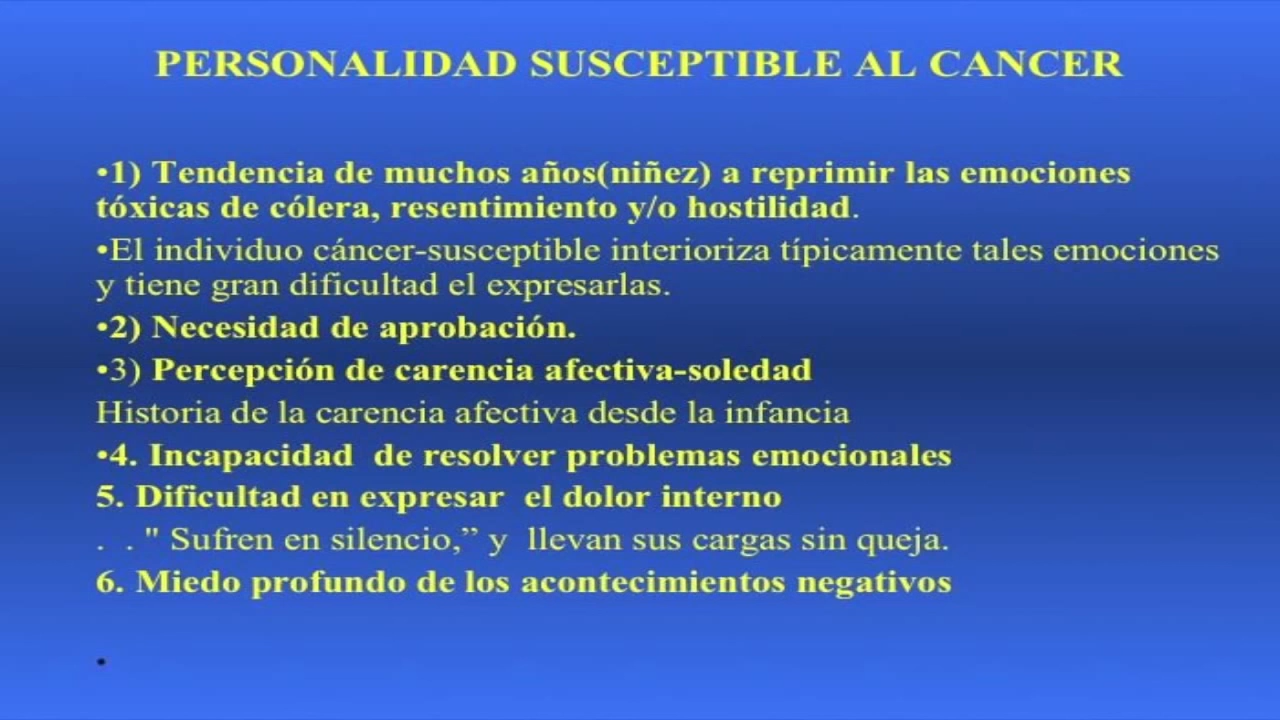 PERSONALIDAD SUSCEPTIBLE AL CANCER
•1) Tendencia de muchos años(niñez) a reprimir las emociones
tóxicas de cólera, resentimiento y/o hostilidad.
•El individuo cáncer-susceptible interioriza típicamente tales emociones
y tiene gran dificultad el expresarlas.
•2) Necesidad de aprobación.
•3) Percepción de carencia afectiva-soledad
Historia de la carencia afectiva desde la infancia
•4. Incapacidad  de resolver problemas emocionales
5. Dificultad en expresar  el dolor interno
.  . " Sufren en silencio,” y  llevan sus cargas sin queja.
6. Miedo profundo de los acontecimientos negativos
•